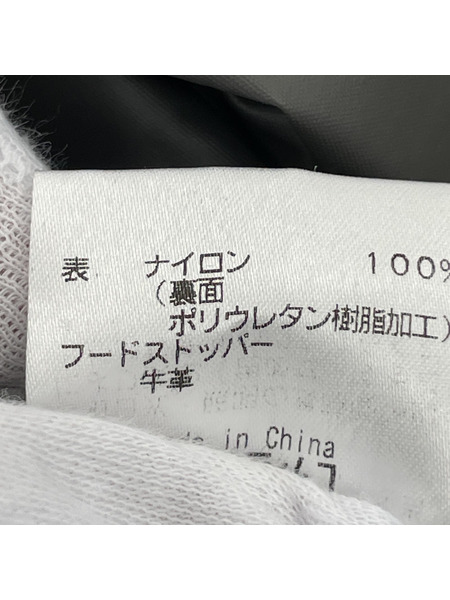 表 ナイロン 100%
(裏面
ポリウレタン樹脂加工)
フードストッパー
牛革
in China